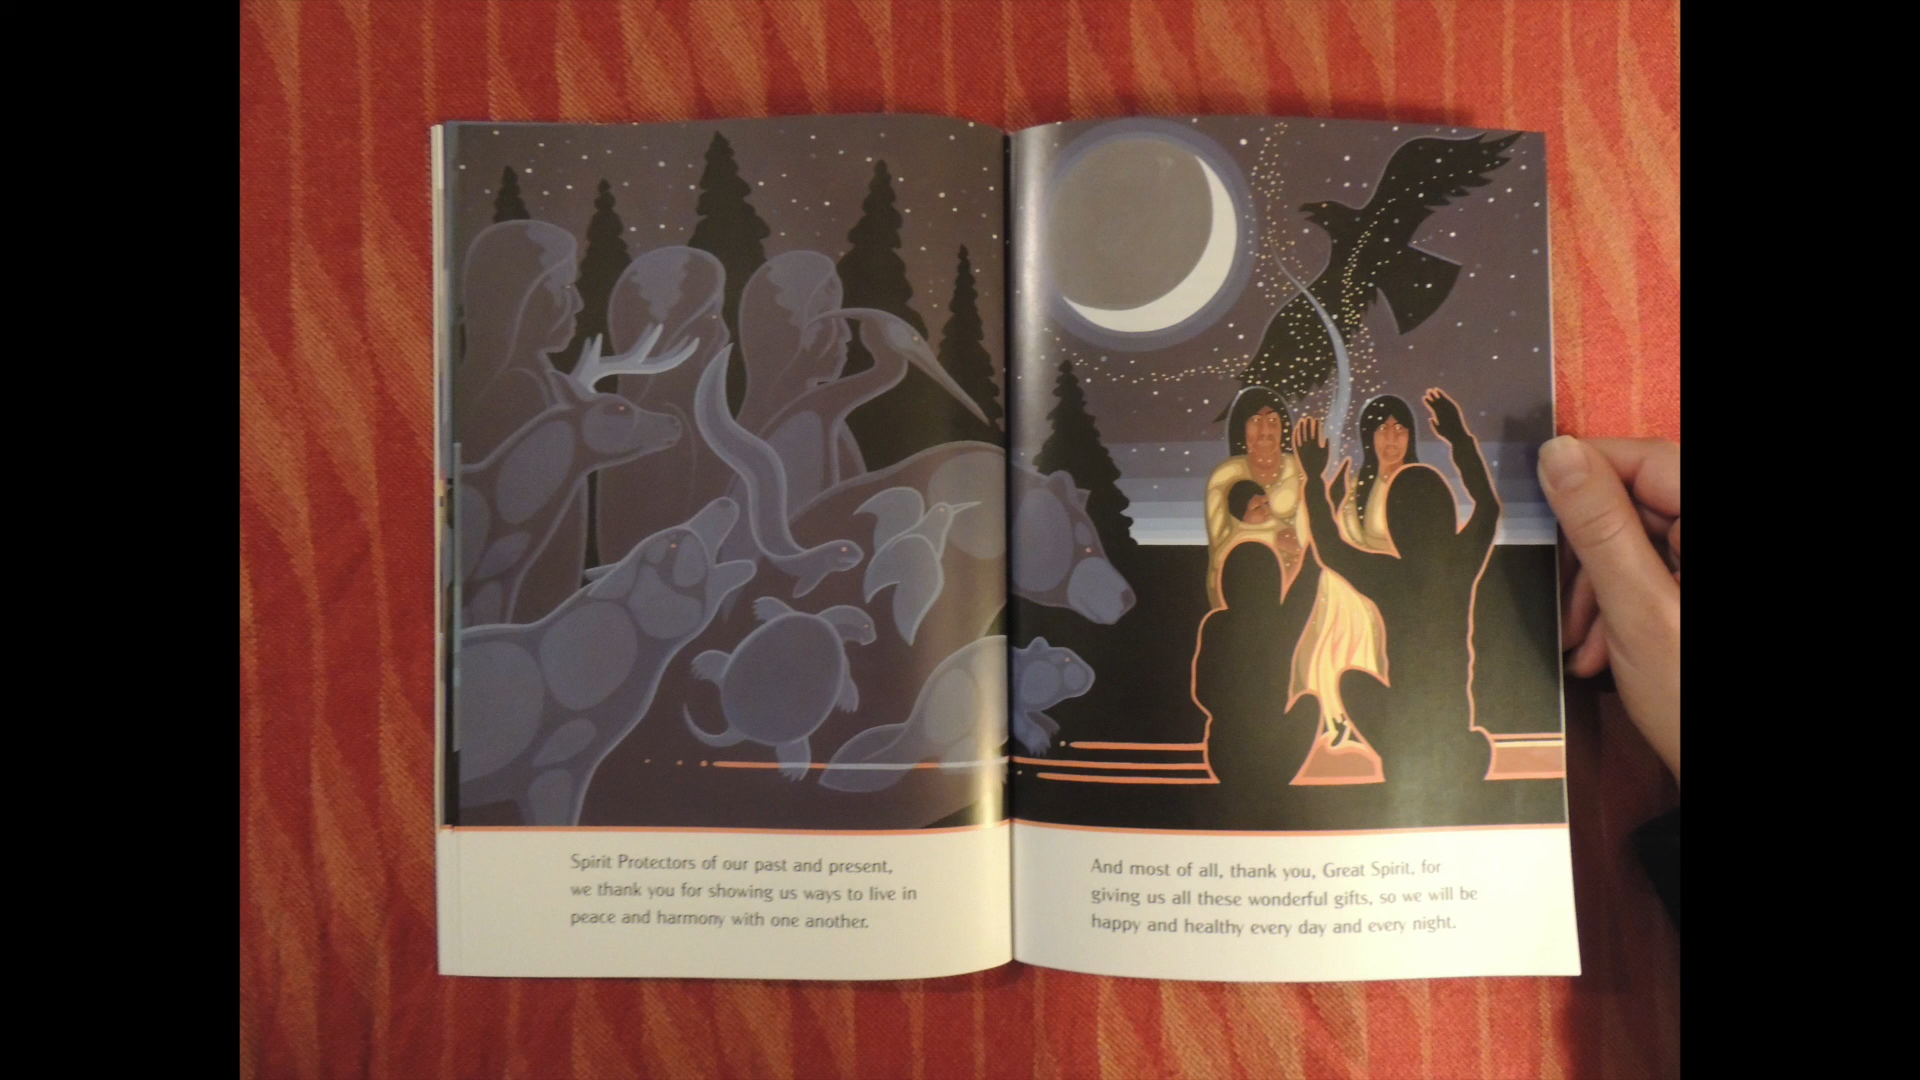 Spirit Protectors of our past and present,
we thank you for showing us ways to live in
peace and harmony with one another.
And most of all, thank you, Great Spirit, for
giving us all these wonderful gifts, so we will be
happy and healthy every day and every night.